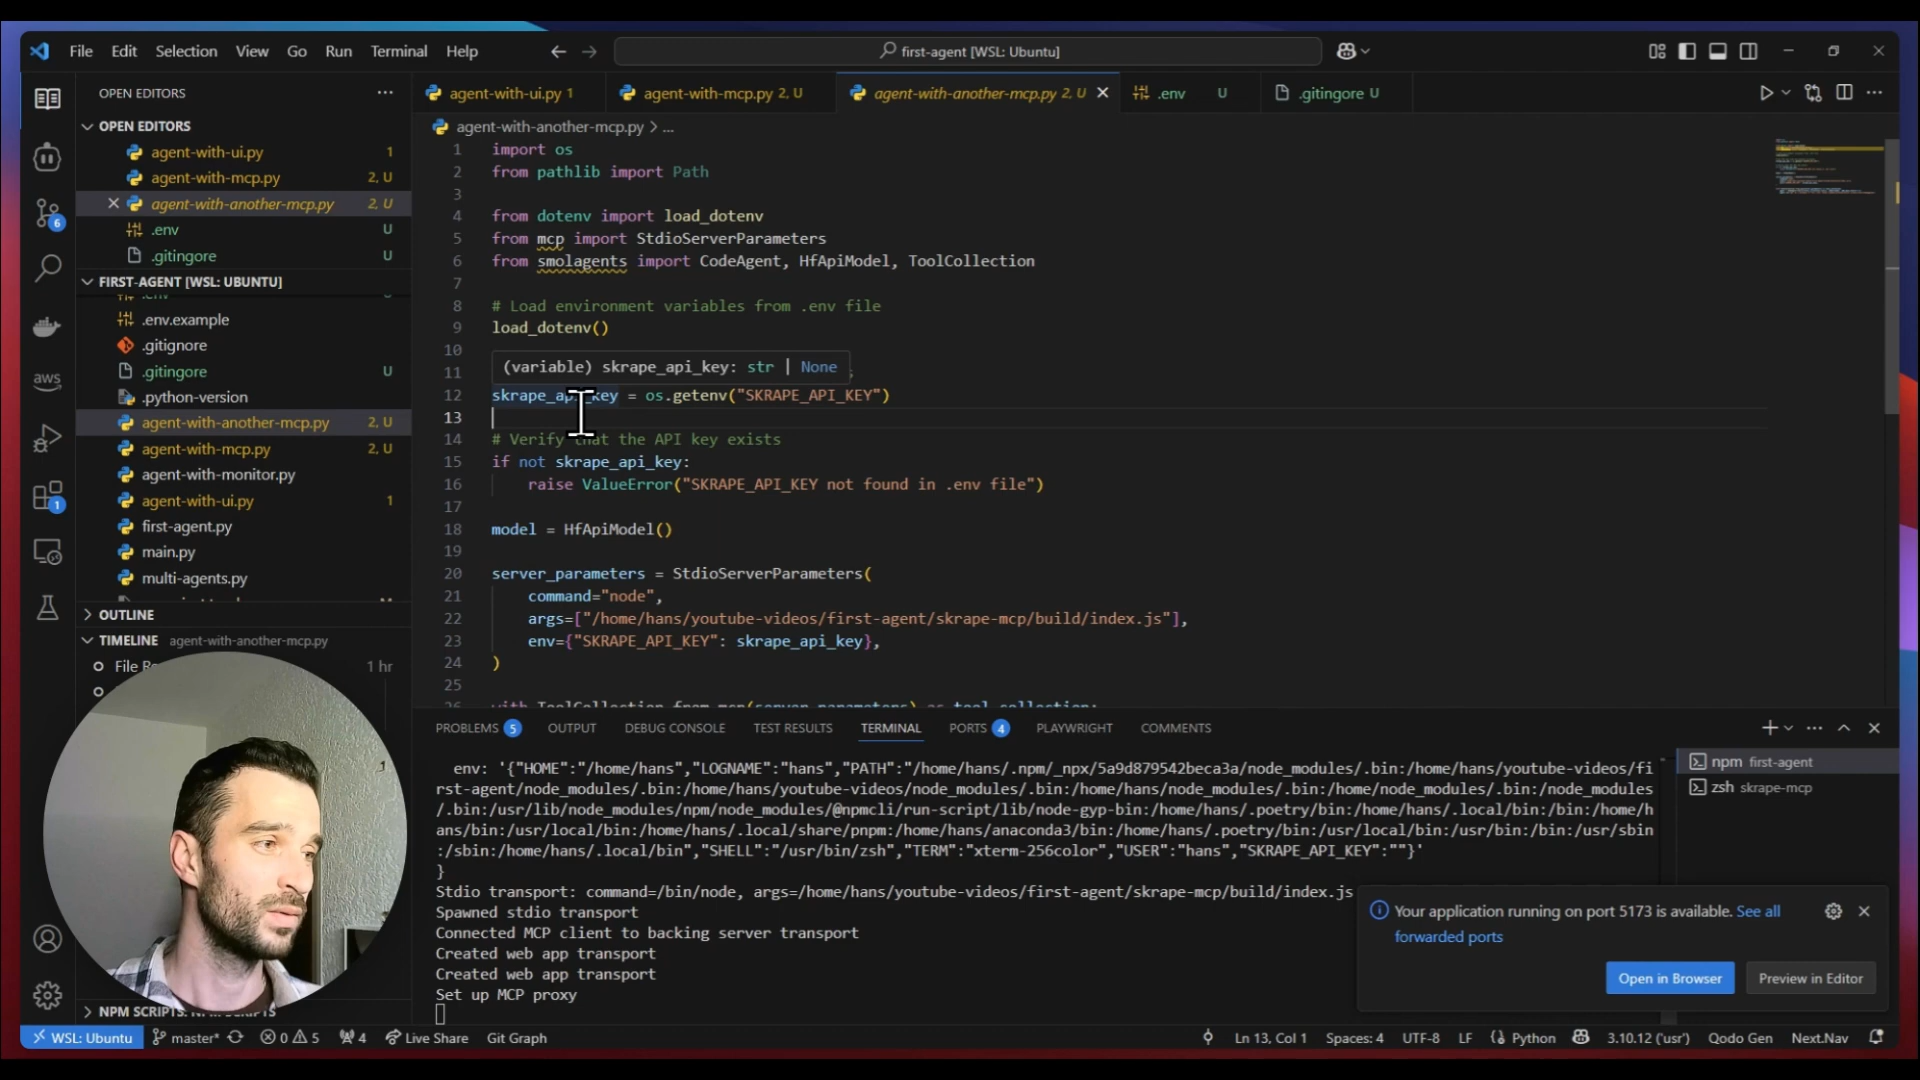 File Edit Selection View Go Run Terminal Help
first-agent [WSL: Ubuntu]
OPEN EDITORS
OPEN EDITORS
agent-with-ui.py 1
agent-with-mcp.py 2, U
agent-with-another-mcp.py 2, U
.env U
.gitingore U
FIRST-AGENT [WSL: UBUNTU]
.env.example
.gitignore
.gitingore U
.python-version
agent-with-another-mcp.py 2, U
agent-with-mcp.py 2, U
agent-with-monitor.py
agent-with-ui.py 1
first-agent.py
main.py
multi-agents.py
OUTLINE
TIMELINE agent-with-another-mcp.py
File Re 1 hr
NPM SCRIPTS:
6
1
agent-with-ui.py 1 agent-with-mcp.py 2, U agent-with-another-mcp.py 2, U .env U .gitingore U
agent-with-another-mcp.py > ...
1 import os
2 from pathlib import Path
3
4 from dotenv import load_dotenv
5 from mcp import StdioServerParameters
6 from smolagents import CodeAgent, HfApiModel, ToolCollection
7
8 # Load environment variables from .env file
9 load_dotenv()
10
11 (variable) skrape_api_key: str | None
12 skrape_api_key = os.getenv("SKRAPE_API_KEY")
13
14 # Verify that the API key exists
15 if not skrape_api_key:
16 raise ValueError("SKRAPE_API_KEY not found in .env file")
17
18 model = HfApiModel()
19
20 server_parameters = StdioServerParameters(
21 command="node",
22 args=["/home/hans/youtube-videos/first-agent/skrape-mcp/build/index.js"],
23 env={"SKRAPE_API_KEY": skrape_api_key},
24 )
25
26 with ToolCollection.from_mcp(server_parameters) as tool_collection:
PROBLEMS 5 OUTPUT DEBUG CONSOLE TEST RESULTS TERMINAL PORTS 4 PLAYWRIGHT COMMENTS
env: '{"HOME":"/home/hans","LOGNAME":"hans","PATH":"/home/hans/.npm/_npx/5a9d879542beca3a/node_modules/.bin:/home/hans/youtube-videos/fi
rst-agent/node_modules/.bin:/home/hans/youtube-videos/node_modules/.bin:/home/hans/node_modules/.bin:/home/node_modules/.bin:/node_modules
/.bin:/usr/lib/node_modules/npm/node_modules/@npmcli/run-script/lib/node-gyp-bin:/home/hans/.poetry/bin:/home/hans/.local/bin:/home/h
ans/bin:/usr/local/bin:/home/hans/.local/share/pnpm:/home/hans/anaconda3/bin:/home/hans/.poetry/bin:/usr/local/bin:/usr/bin:/bin:/usr/sbin
:/sbin:/home/hans/.local/bin","SHELL":"/usr/bin/zsh","TERM":"xterm-256color","USER":"hans","SKRAPE_API_KEY":""}'
}
Stdio transport: command=/bin/node, args=/home/hans/youtube-videos/first-agent/skrape-mcp/build/index.js
Spawned stdio transport
Connected MCP client to backing server transport
Created web app transport
Created web app transport
Set up MCP proxy
npm first-agent
zsh skrape-mcp
Your application running on port 5173 is available. See all
forwarded ports
Open in Browser Preview in Editor
WSL: Ubuntu master* 0 5 4 Live Share Git Graph Ln 13, Col 1 Spaces: 4 UTF-8 LF Python 3.10.12 ('usr') Qodo Gen Next.Nav